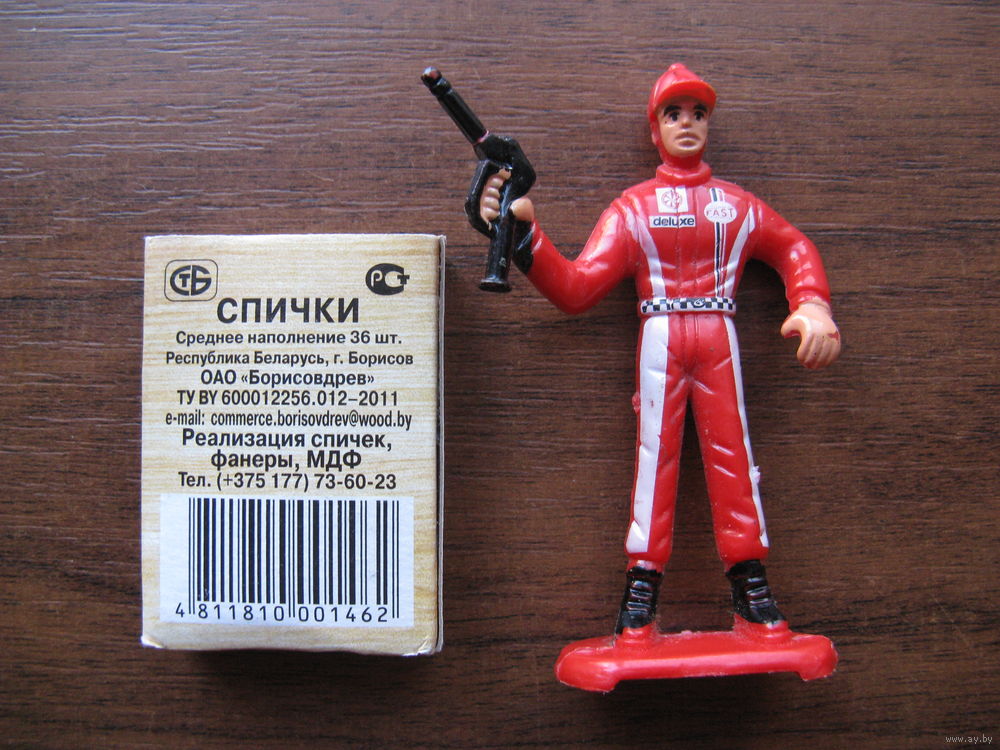 СТБ
РСТ
СПИЧКИ
Среднее наполнение 36 шт.
Республика Беларусь, г. Борисов
ОАО «Борисовдрев»
ТУ BY 600012256.012–2011
e-mail: commerce.borisovdrev@wood.by
Реализация спичек,
фанеры, МДФ
Тел. (+375 177) 73-60-23
4 811810 001462
deluxe
FAST
www.ay.by